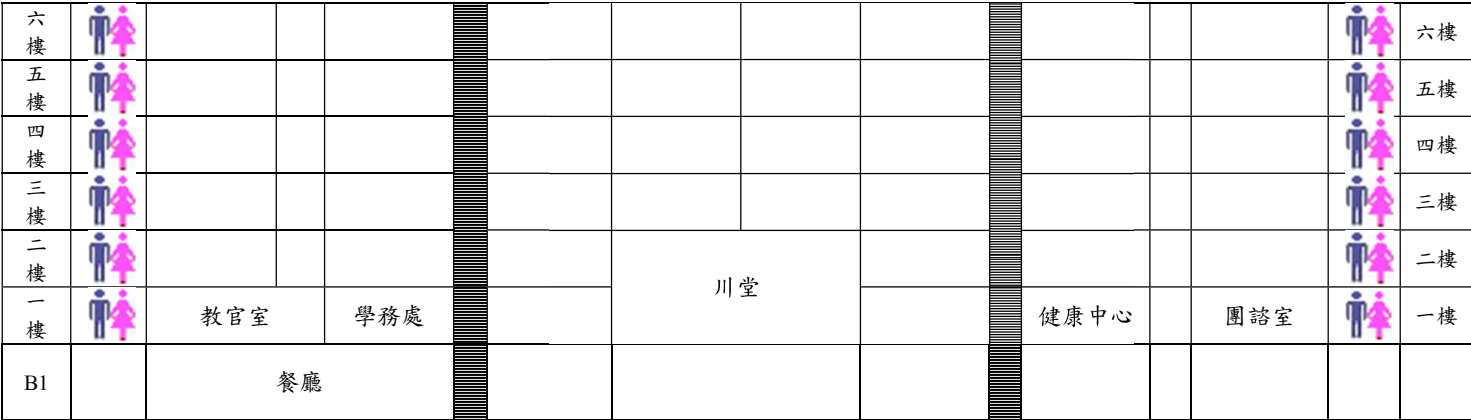 六樓 六樓
五樓 五樓
四樓 四樓
三樓 三樓
二樓 二樓
川堂
一樓 教官室 學務處 健康中心 團諮室 一樓
B1 餐廳